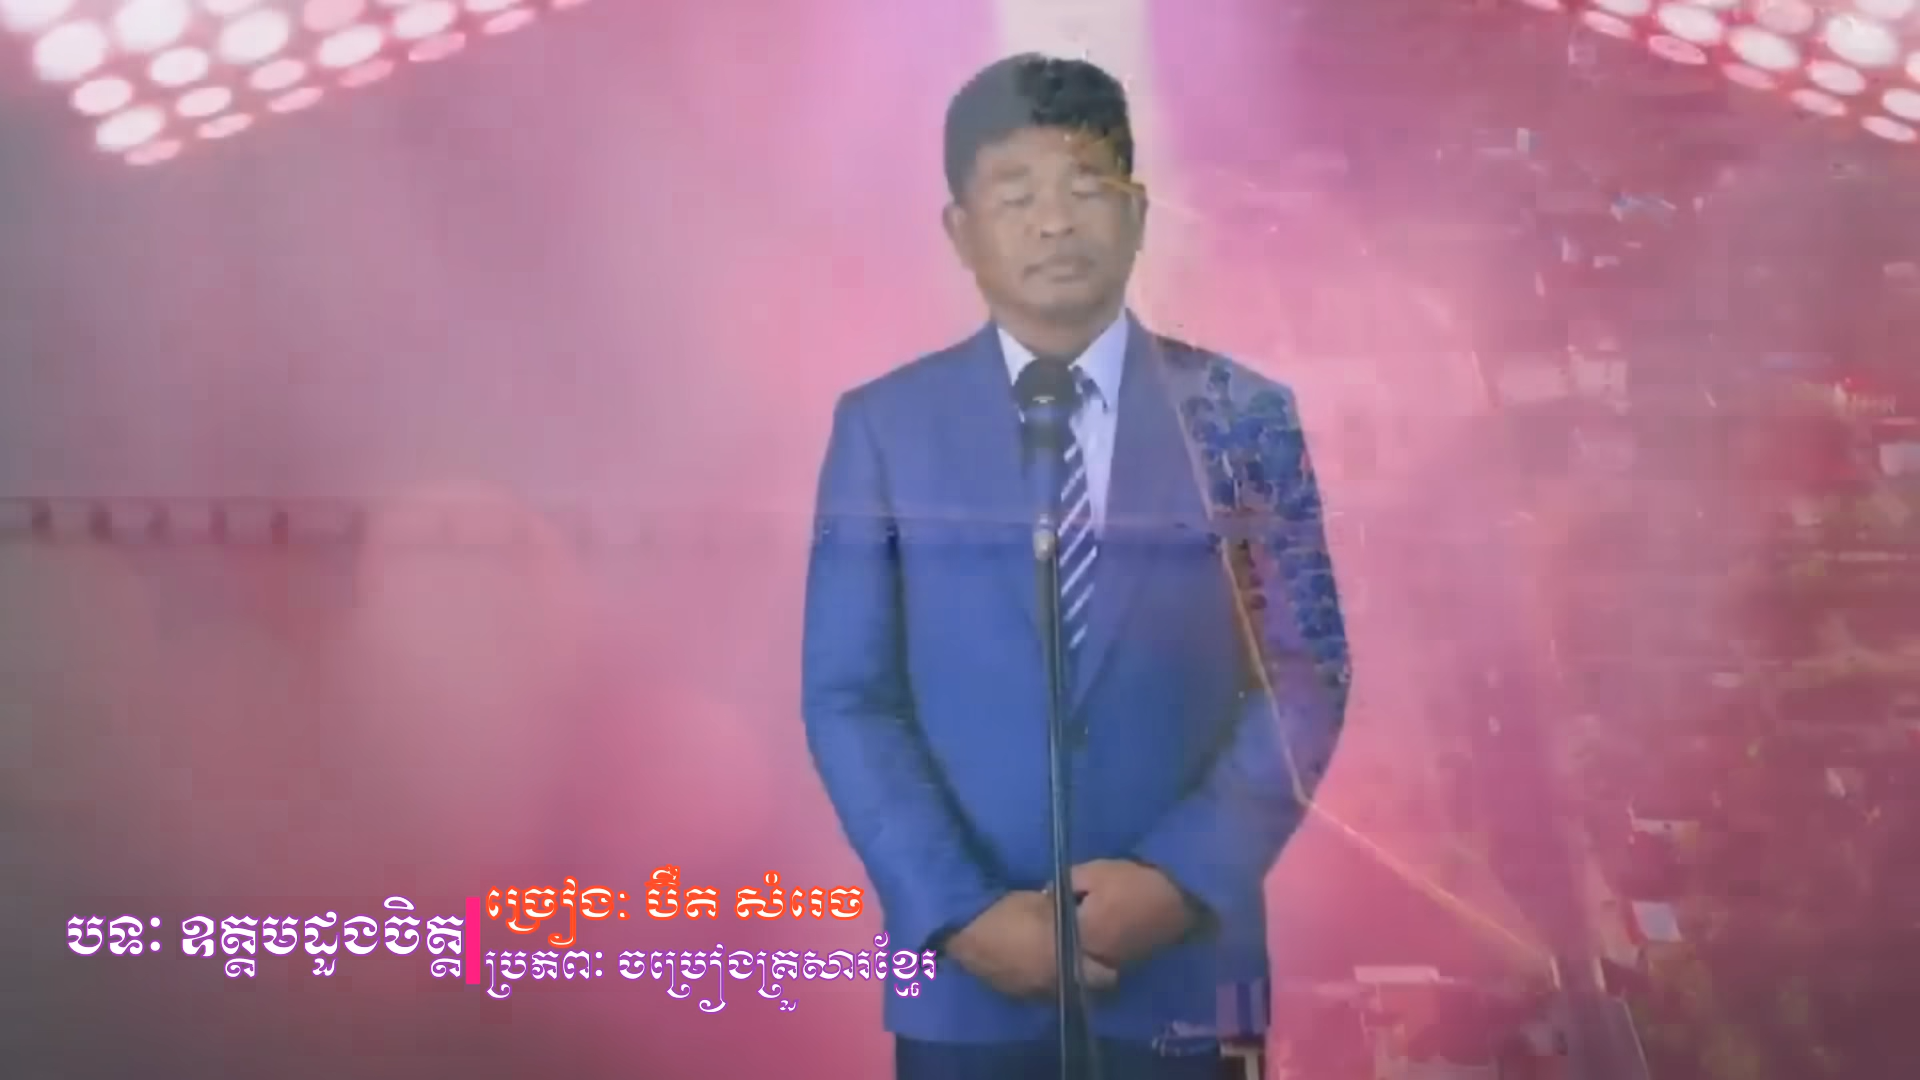 បទ: ឧត្តមដួងចិត្ត
ច្រៀង: ប៊ឺត សំរេច
ប្រភព: ចម្រៀងគ្រួសារខ្មែរ